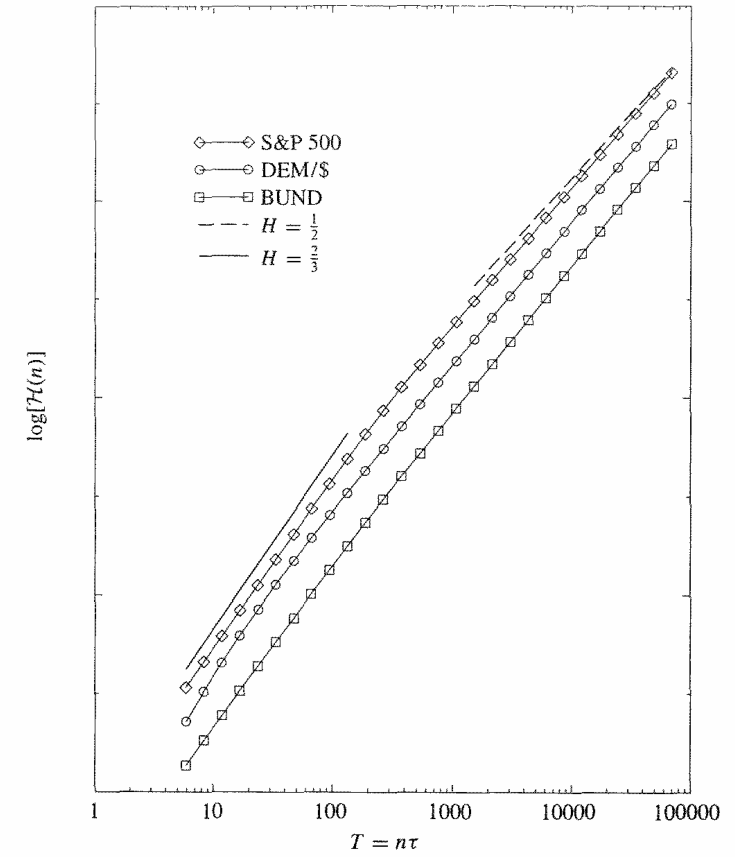 S&P 500
DEM/$
BUND
H = 1/2
H = 2/3
log[ℋ(n)]
1 10 100 1000 10000 100000
T = nτ